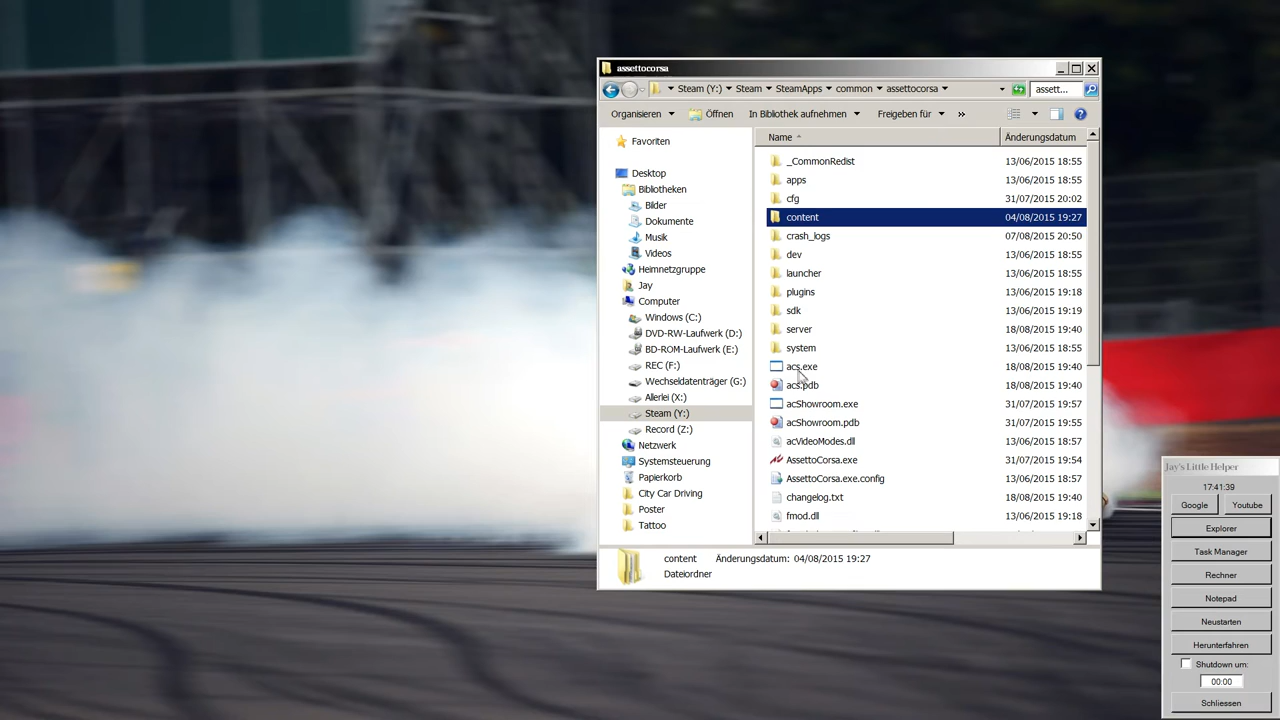 assettocorsa
Steam (Y:) Steam SteamApps common assettocorsa assett...
Organisieren Öffnen In Bibliothek aufnehmen Freigeben für »
Favoriten
Desktop
Bibliotheken
Bilder
Dokumente
Musik
Videos
Heimnetzgruppe
Jay
Computer
Windows (C:)
DVD-RW-Laufwerk (D:)
BD-ROM-Laufwerk (E:)
REC (F:)
Wechseldatenträger (G:)
Allerlei (X:)
Steam (Y:)
Record (Z:)
Netzwerk
Systemsteuerung
Papierkorb
City Car Driving
Poster
Tattoo
Name Änderungsdatum
_CommonRedist 13/06/2015 18:55
apps 13/06/2015 18:55
cfg 31/07/2015 20:02
content 04/08/2015 19:27
crash_logs 07/08/2015 20:50
dev 13/06/2015 18:55
launcher 13/06/2015 18:55
plugins 13/06/2015 19:18
sdk 13/06/2015 19:19
server 18/08/2015 19:40
system 13/06/2015 18:55
acs.exe 18/08/2015 19:40
acs.pdb 18/08/2015 19:40
acShowroom.exe 31/07/2015 19:57
acShowroom.pdb 31/07/2015 19:55
acVideoModes.dll 13/06/2015 18:57
AssettoCorsa.exe 31/07/2015 19:54
AssettoCorsa.exe.config 13/06/2015 18:57
changelog.txt 18/08/2015 19:40
fmod.dll 13/06/2015 19:18
content Änderungsdatum: 04/08/2015 19:27
Dateiordner
Jay's Little Helper
17:41:39
Google Youtube
Explorer
Task Manager
Rechner
Notepad
Neustarten
Herunterfahren
Shutdown um:
00:00
Schliessen